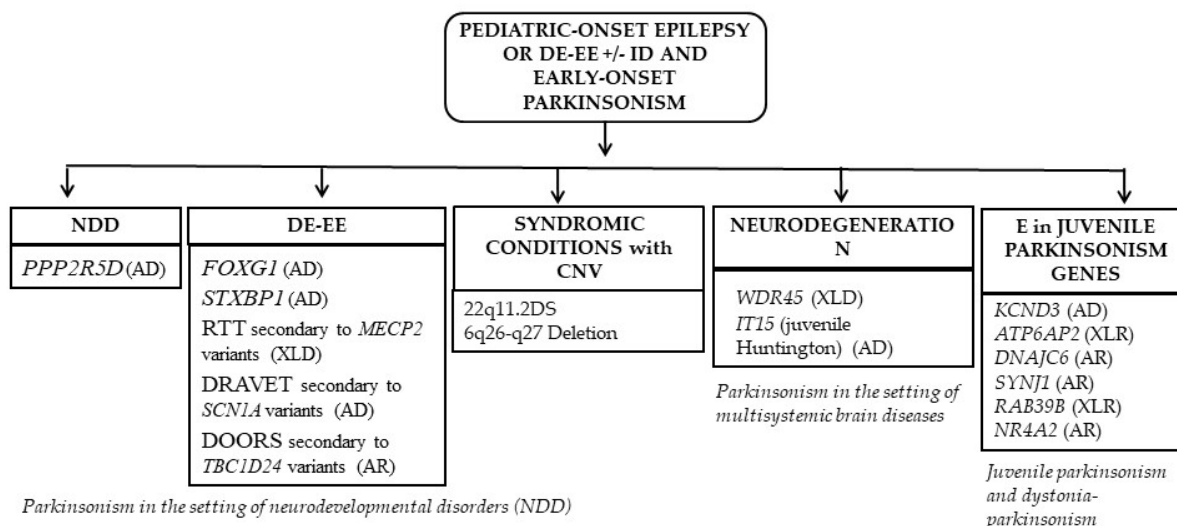 PEDIATRIC-ONSET EPILEPSY
OR DE-EE +/- ID AND
EARLY-ONSET
PARKINSONISM
NDD
PPP2R5D (AD)
DE-EE
FOXG1 (AD)
STXBP1 (AD)
RTT secondary to MECP2
variants (XLD)
DRAVET secondary to
SCN1A variants (AD)
DOORS secondary to
TBC1D24 variants (AR)
Parkinsonism in the setting of neurodevelopmental disorders (NDD)
SYNDROMIC
CONDITIONS with
CNV
22q11.2DS
6q26-q27 Deletion
NEURODEGENERATIO
N
WDR45 (XLD)
IT15 (juvenile
Huntington) (AD)
Parkinsonism in the setting of
multisystemic brain diseases
E in JUVENILE
PARKINSONISM
GENES
KCND3 (AD)
ATP6AP2 (XLR)
DNAJC6 (AR)
SYNJ1 (AR)
RAB39B (XLR)
NR4A2 (AR)
Juvenile parkinsonism
and dystonia-
parkinsonism